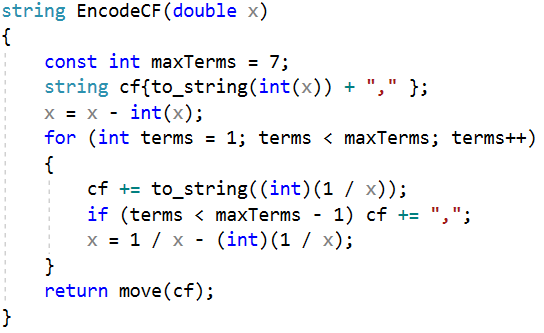 string EncodeCF(double x)
{
    const int maxTerms = 7;
    string cf{to_string(int(x)) + "," };
    x = x - int(x);
    for (int terms = 1; terms < maxTerms; terms++)
    {
        cf += to_string((int)(1 / x));
        if (terms < maxTerms - 1) cf += ",";
        x = 1 / x - (int)(1 / x);
    }
    return move(cf);
}